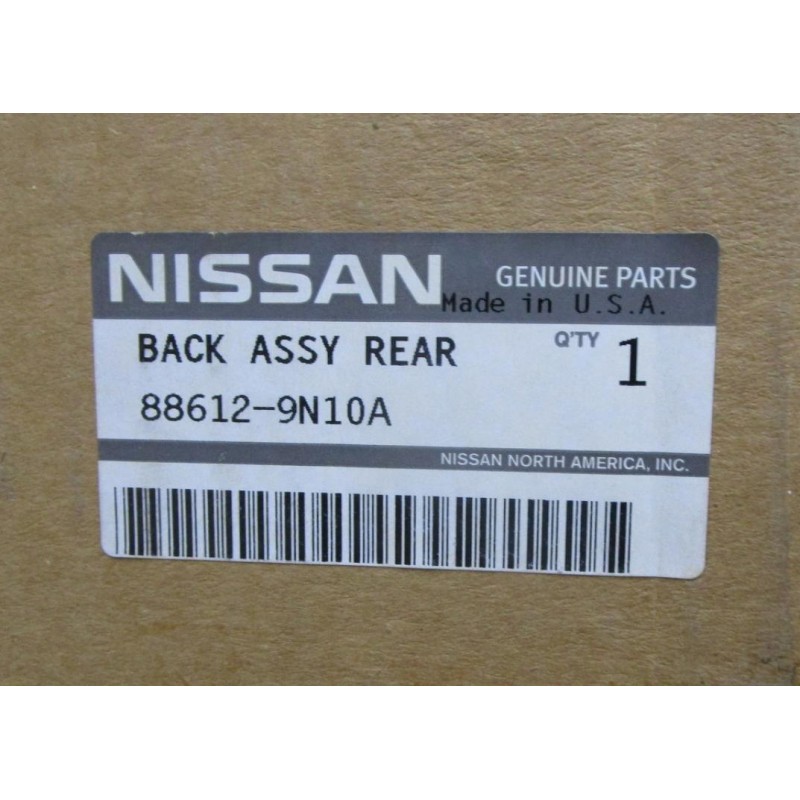 NISSAN GENUINE PARTS
Made in U.S.A.
BACK ASSY REAR Q'TY 1
88612-9N10A
NISSAN NORTH AMERICA, INC.